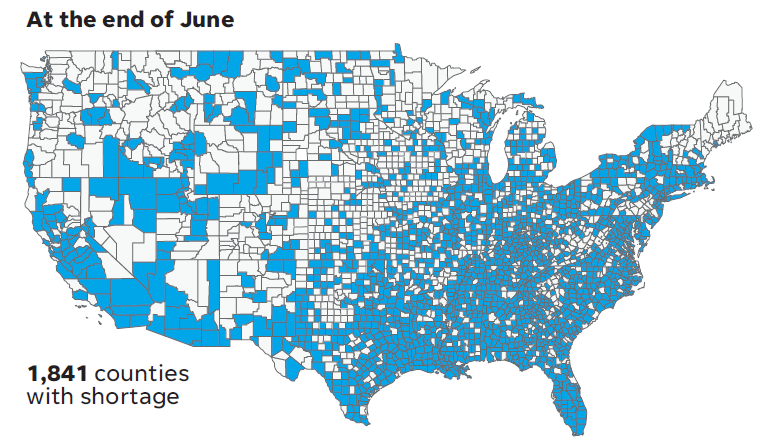 At the end of June
1,841 counties
with shortage